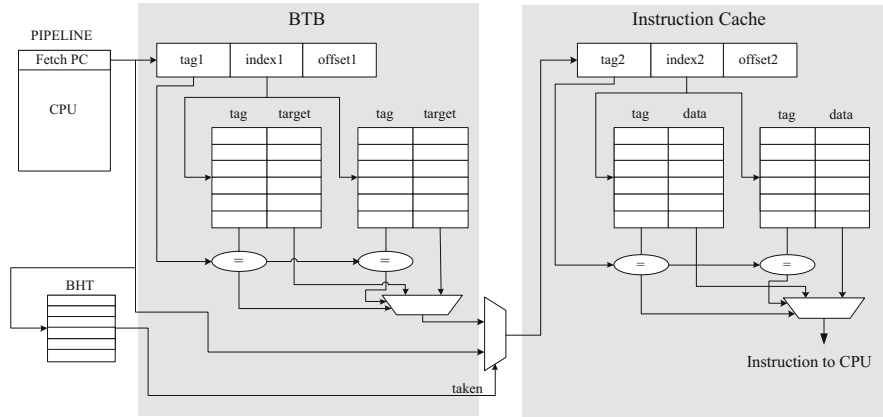 BTB
Instruction Cache
PIPELINE
Fetch PC
CPU
tag1 index1 offset1
tag2 index2 offset2
tag target tag target
tag data tag data
= =
= =
BHT
taken
Instruction to CPU